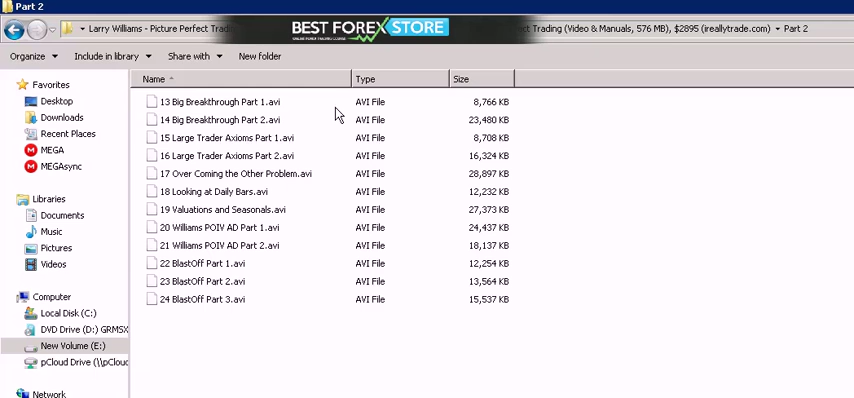 Part 2
Larry Williams - Picture Perfect Trading (Video & Manuals, 576 MB), $2895 (ireallytrade.com) Part 2
BEST FOREX STORE
Organize Include in library Share with New folder
Name Type Size
Favorites
Desktop
Downloads
Recent Places
MEGA
MEGAsync
Libraries
Documents
Music
Pictures
Videos
Computer
Local Disk (C:)
DVD Drive (D:) GRMSX
New Volume (E:)
pCloud Drive (\\pCloud
Network
13 Big Breakthrough Part 1.avi AVI File 8,766 KB
14 Big Breakthrough Part 2.avi AVI File 23,480 KB
15 Large Trader Axioms Part 1.avi AVI File 8,708 KB
16 Large Trader Axioms Part 2.avi AVI File 16,324 KB
17 Over Coming the Other Problem.avi AVI File 28,897 KB
18 Looking at Daily Bars.avi AVI File 12,232 KB
19 Valuations and Seasonals.avi AVI File 27,373 KB
20 Williams POIV AD Part 1.avi AVI File 24,437 KB
21 Williams POIV AD Part 2.avi AVI File 18,137 KB
22 BlastOff Part 1.avi AVI File 12,254 KB
23 BlastOff Part 2.avi AVI File 13,564 KB
24 BlastOff Part 3.avi AVI File 15,537 KB